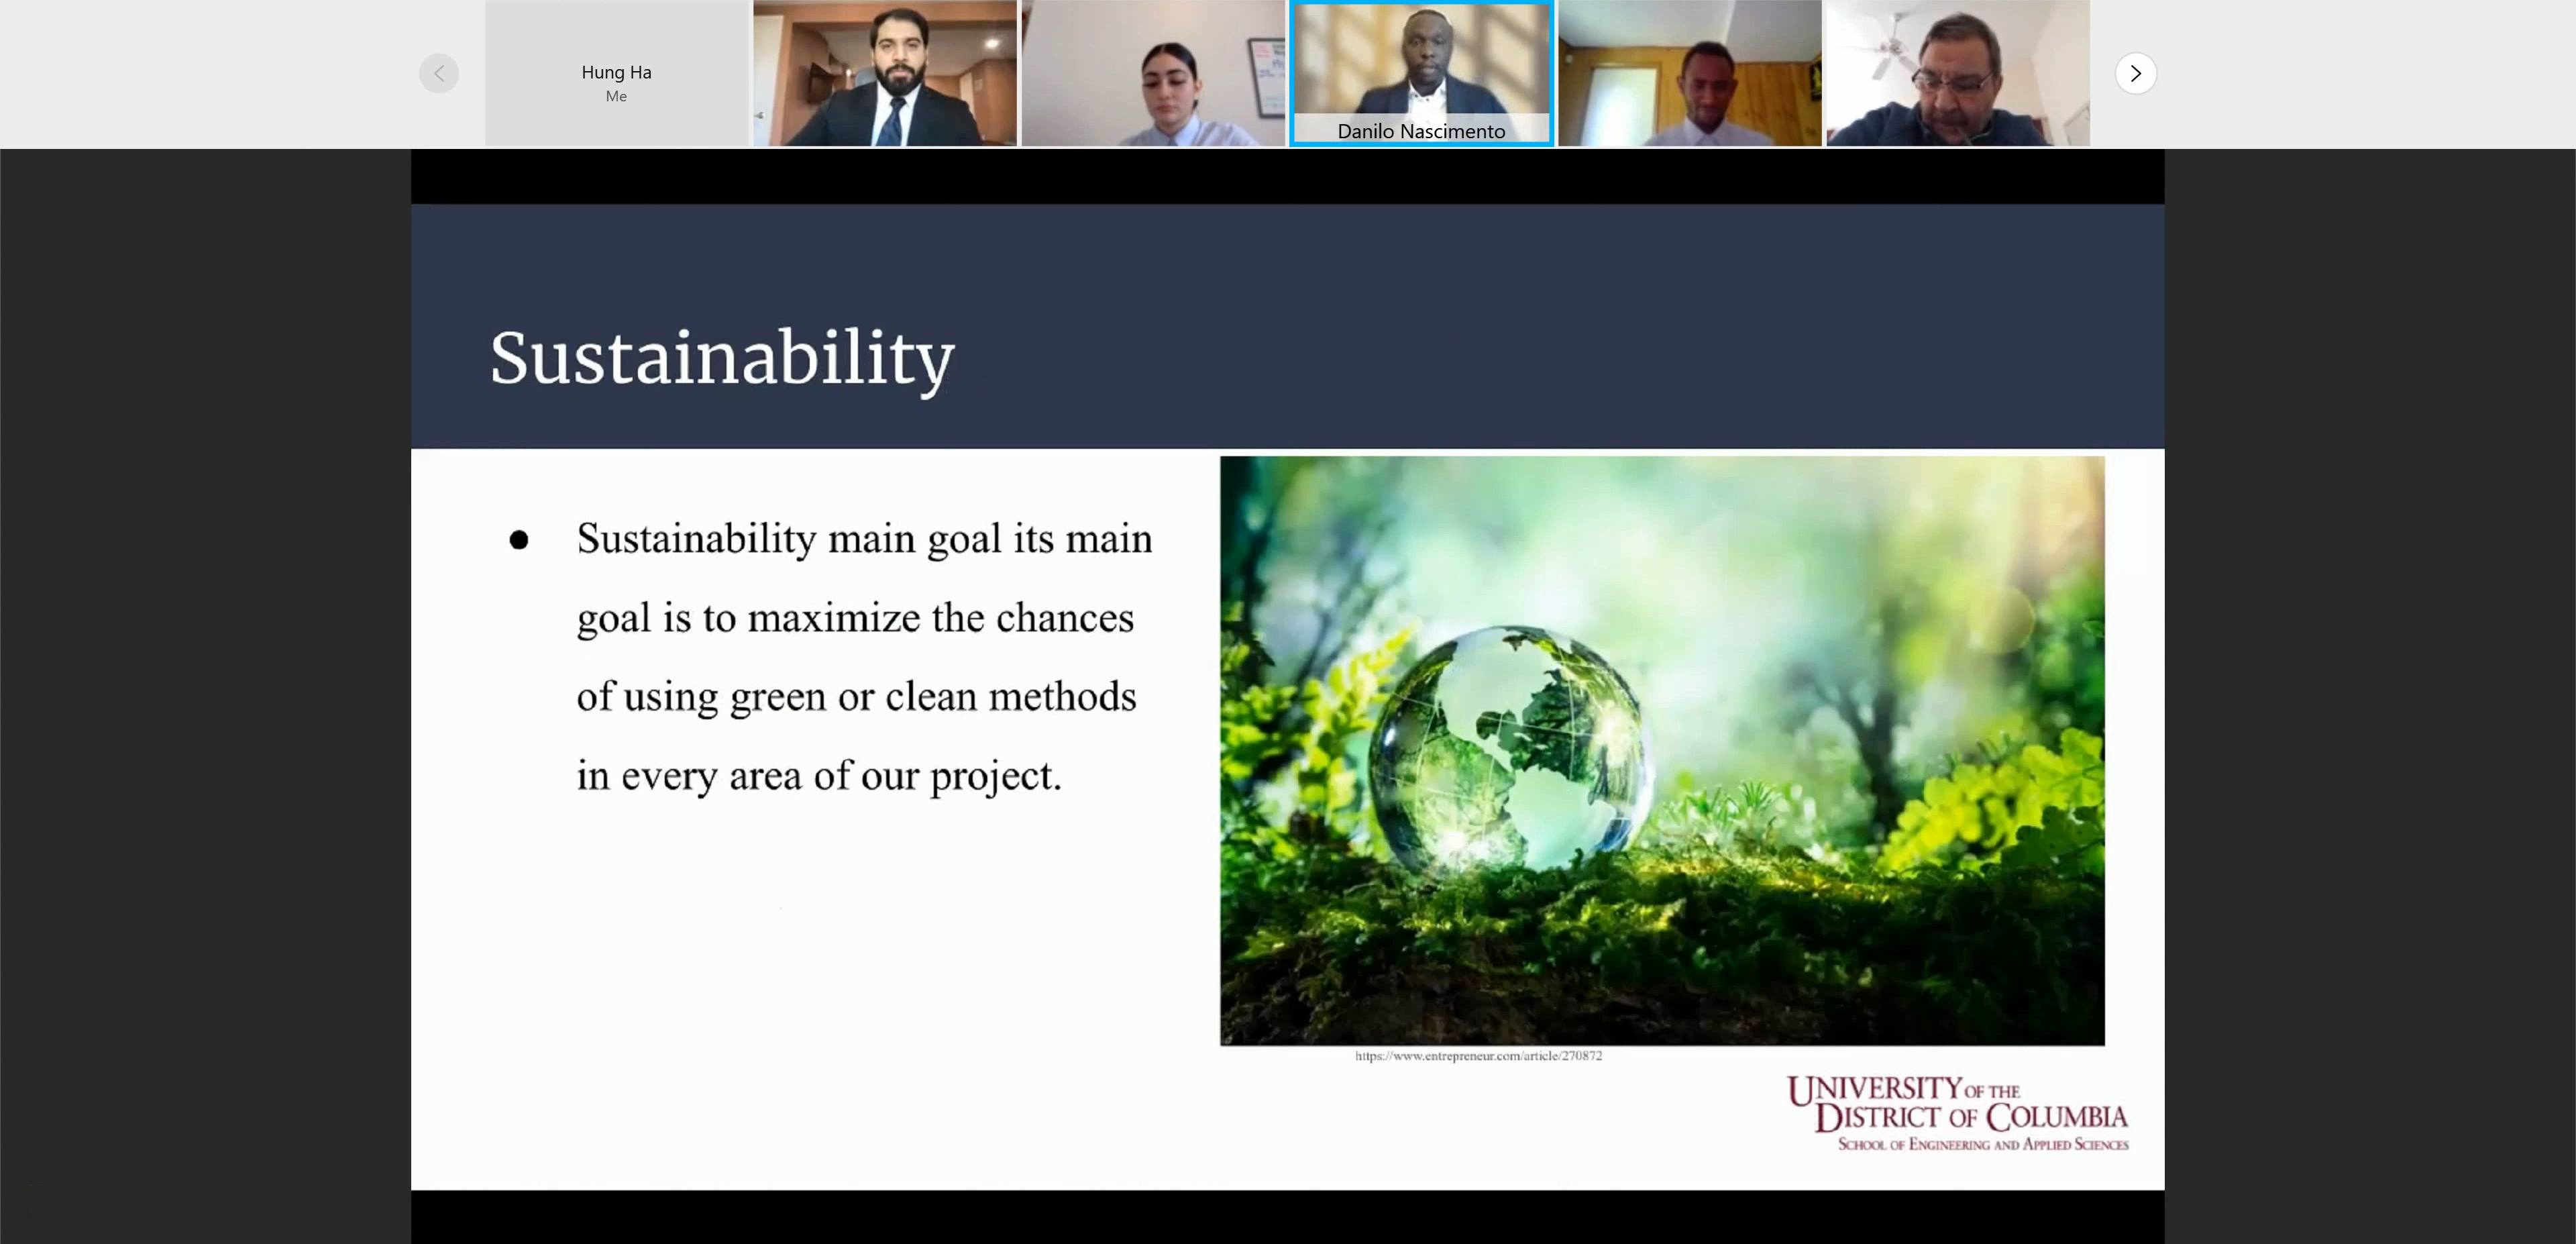 Hung Ha
Me
Danilo Nascimento
Sustainability
● Sustainability main goal its main
goal is to maximize the chances
of using green or clean methods
in every area of our project.
https://www.entrepreneur.com/article/270872
UNIVERSITY OF THE
DISTRICT OF COLUMBIA
SCHOOL OF ENGINEERING AND APPLIED SCIENCES